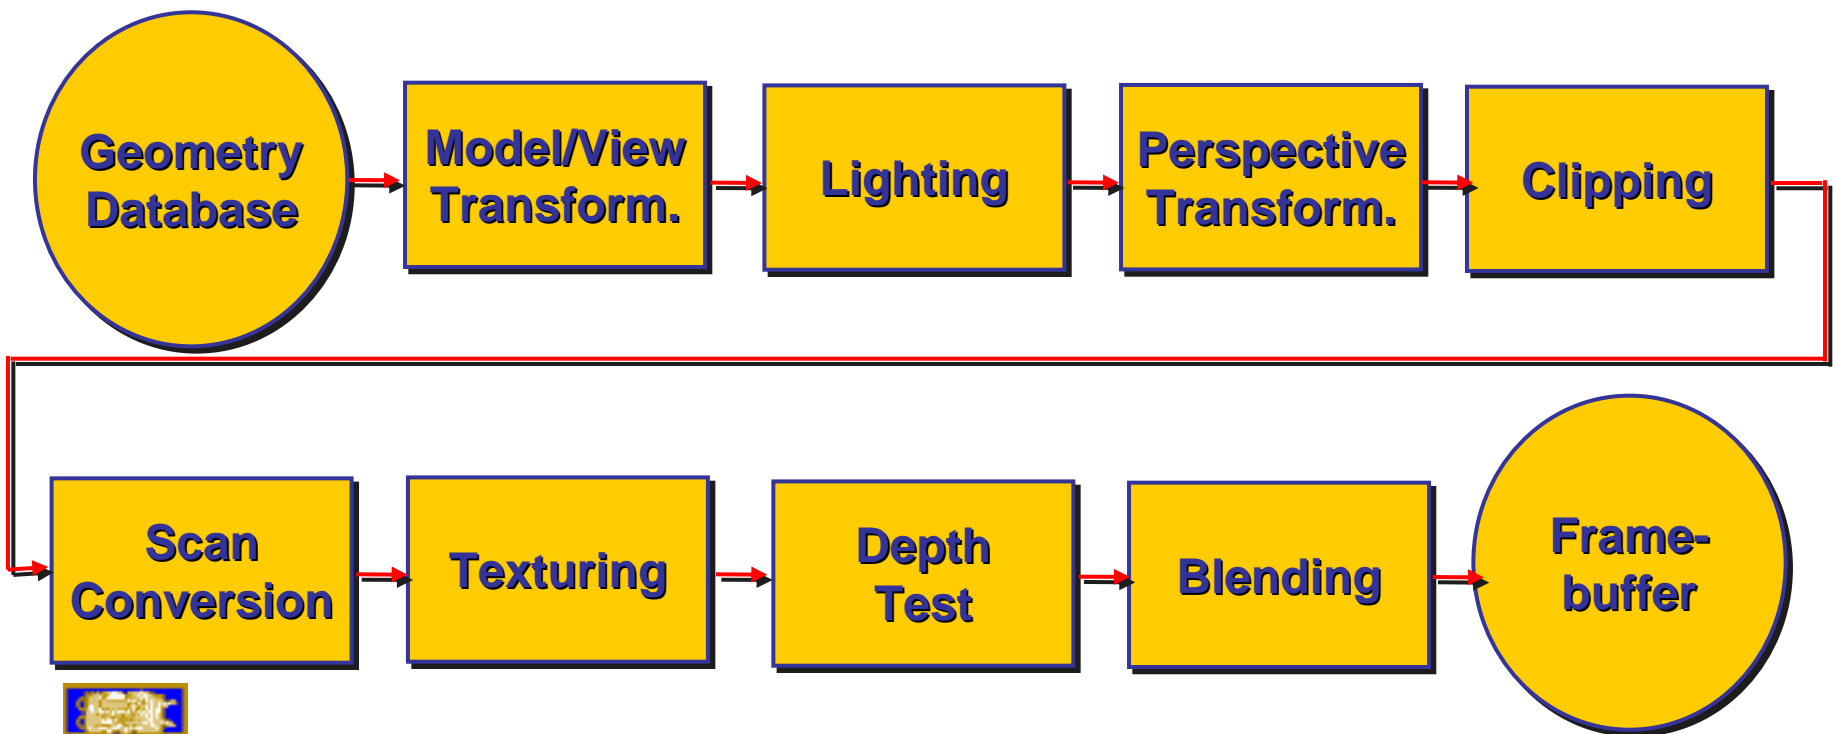 Geometry
Database
Model/View
Transform.
Lighting
Perspective
Transform.
Clipping
Scan
Conversion
Texturing
Depth
Test
Blending
Frame-
buffer